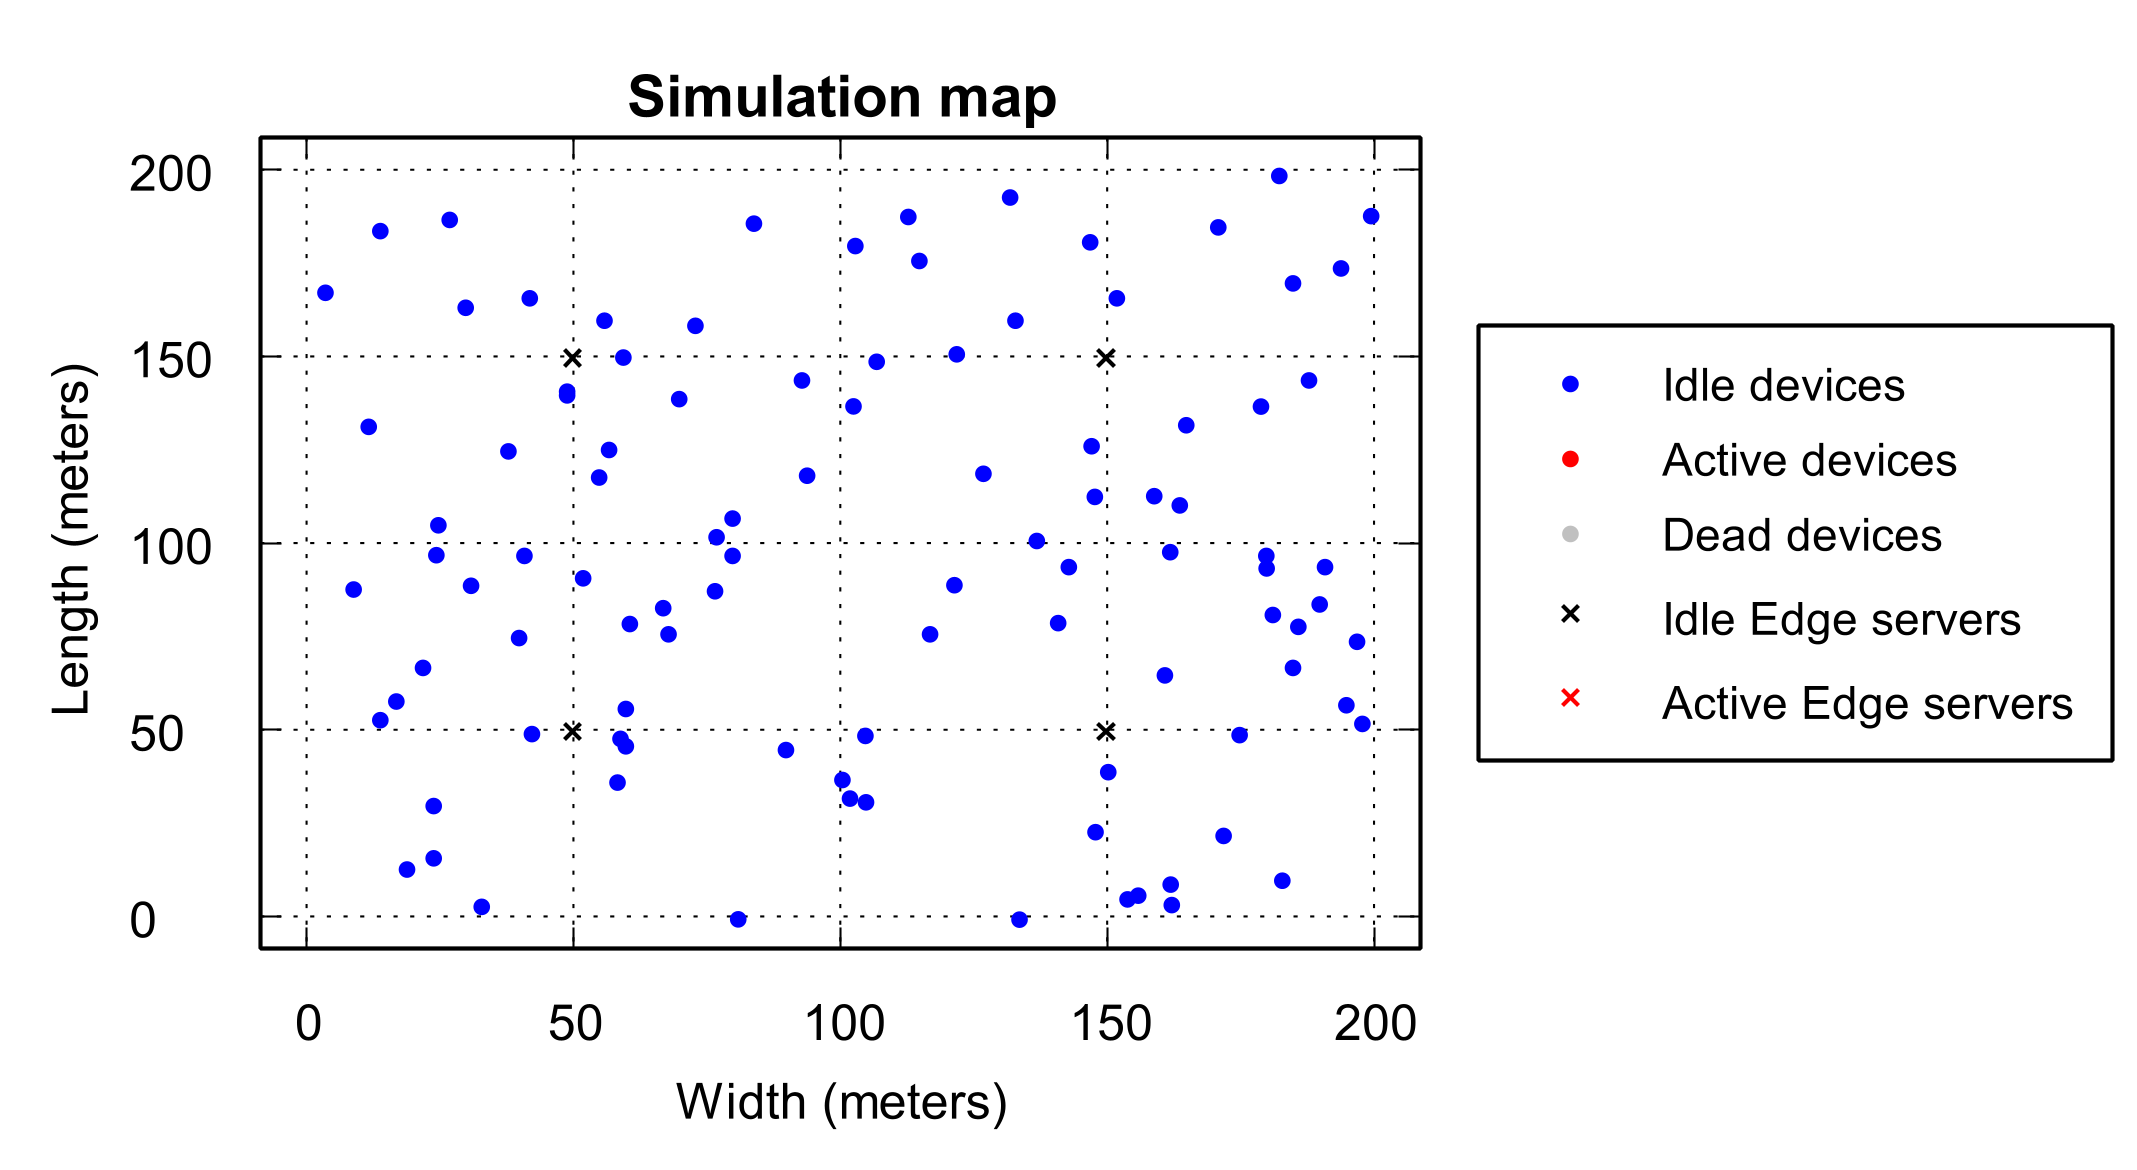 Simulation map
200
150
100
50
0
Length (meters)
0 50 100 150 200
Width (meters)
Idle devices
Active devices
Dead devices
Idle Edge servers
Active Edge servers